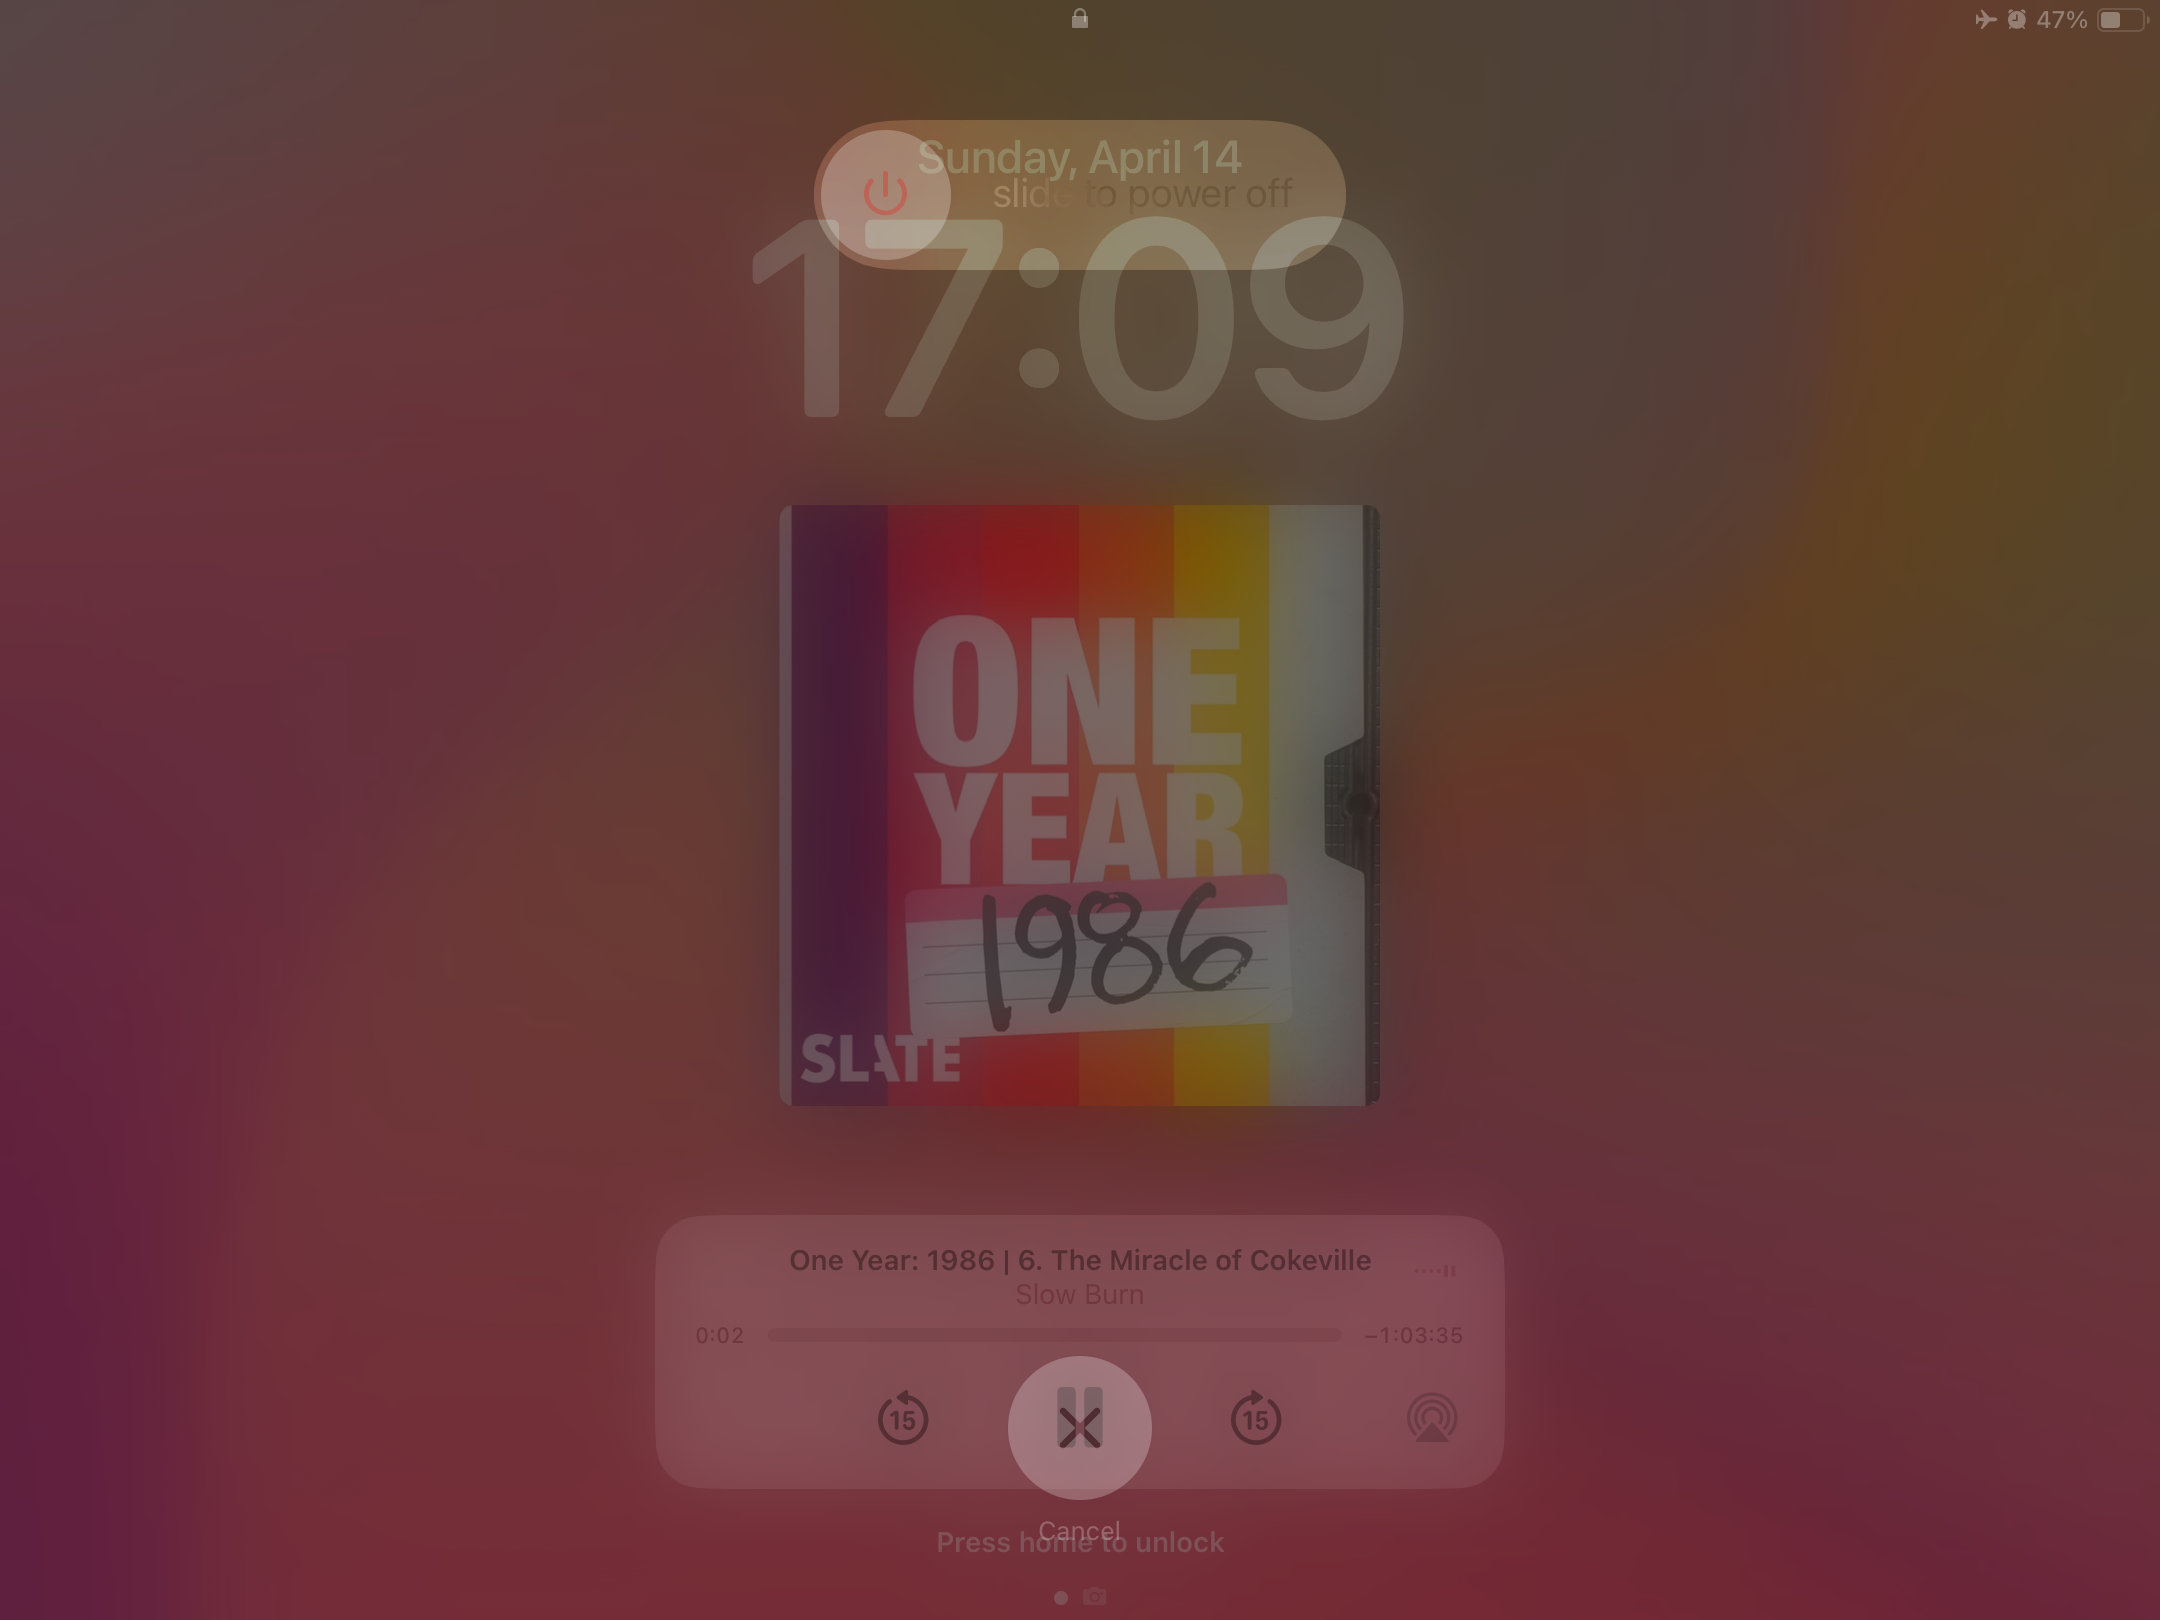 47%
Sunday, April 14
slide to power off
17:09
ONE
YEAR
1986
SLATE
One Year: 1986 | 6. The Miracle of Cokeville
Slow Burn
0:02
−1:03:35
15
15
Cancel
Press home to unlock